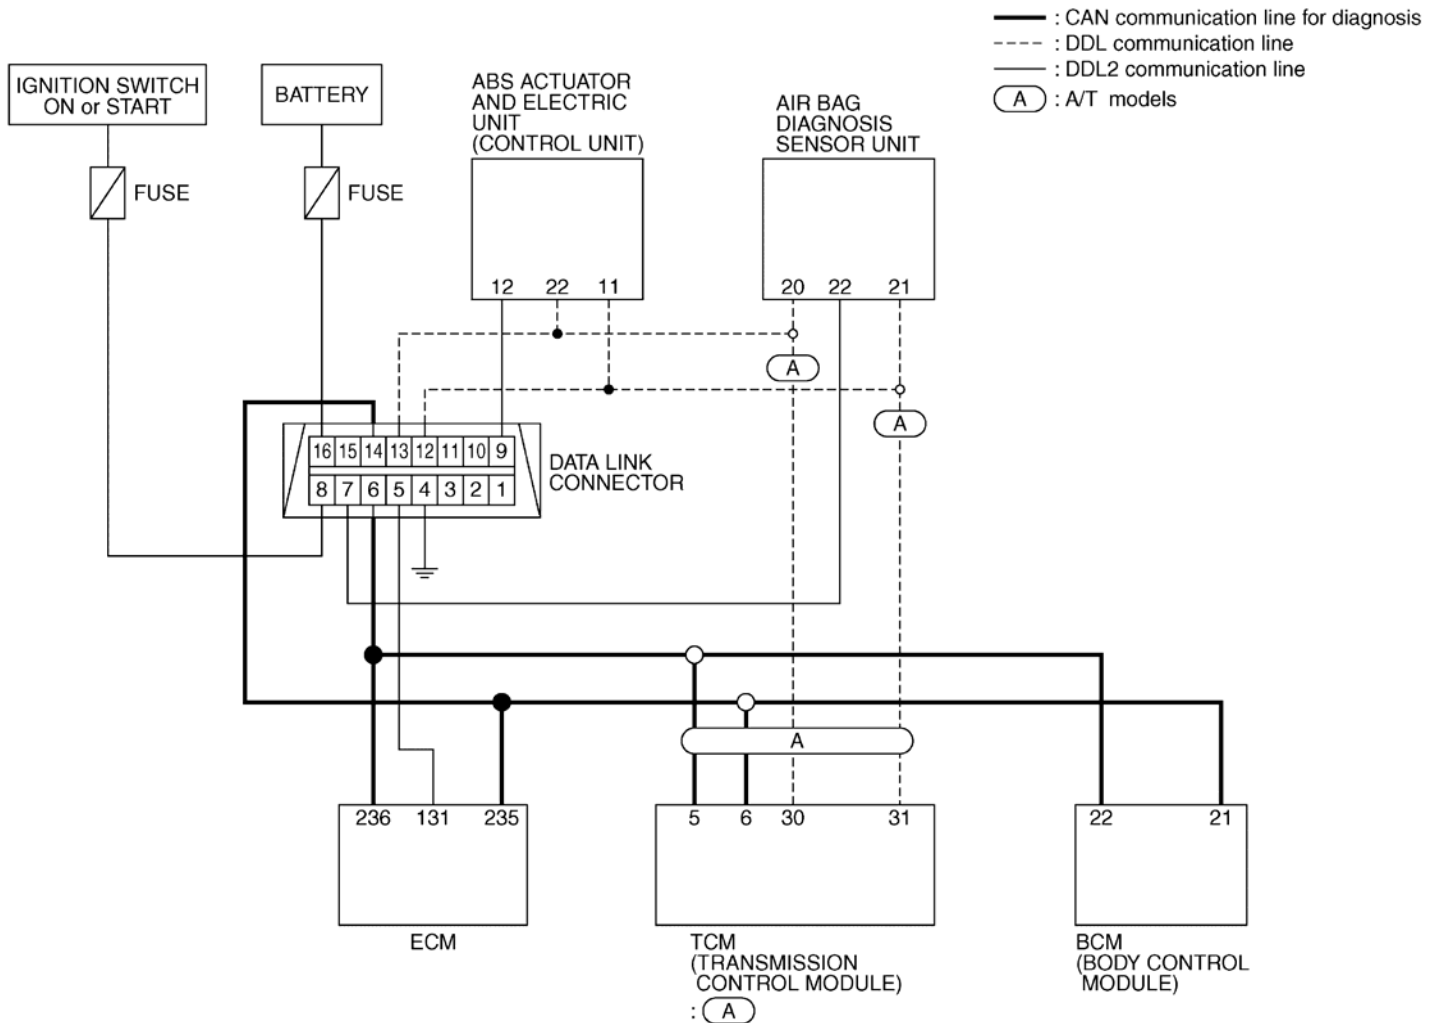 : CAN communication line for diagnosis
: DDL communication line
: DDL2 communication line
A : A/T models
IGNITION SWITCH
ON or START
BATTERY
ABS ACTUATOR
AND ELECTRIC
UNIT
(CONTROL UNIT)
AIR BAG
DIAGNOSIS
SENSOR UNIT
FUSE
FUSE
12 22 11
20 22 21
A
A
16 15 14 13 12 11 10 9
8 7 6 5 4 3 2 1
DATA LINK
CONNECTOR
A
236 131 235
5 6 30 31
22 21
ECM
TCM
(TRANSMISSION
CONTROL MODULE)
: A
BCM
(BODY CONTROL
MODULE)